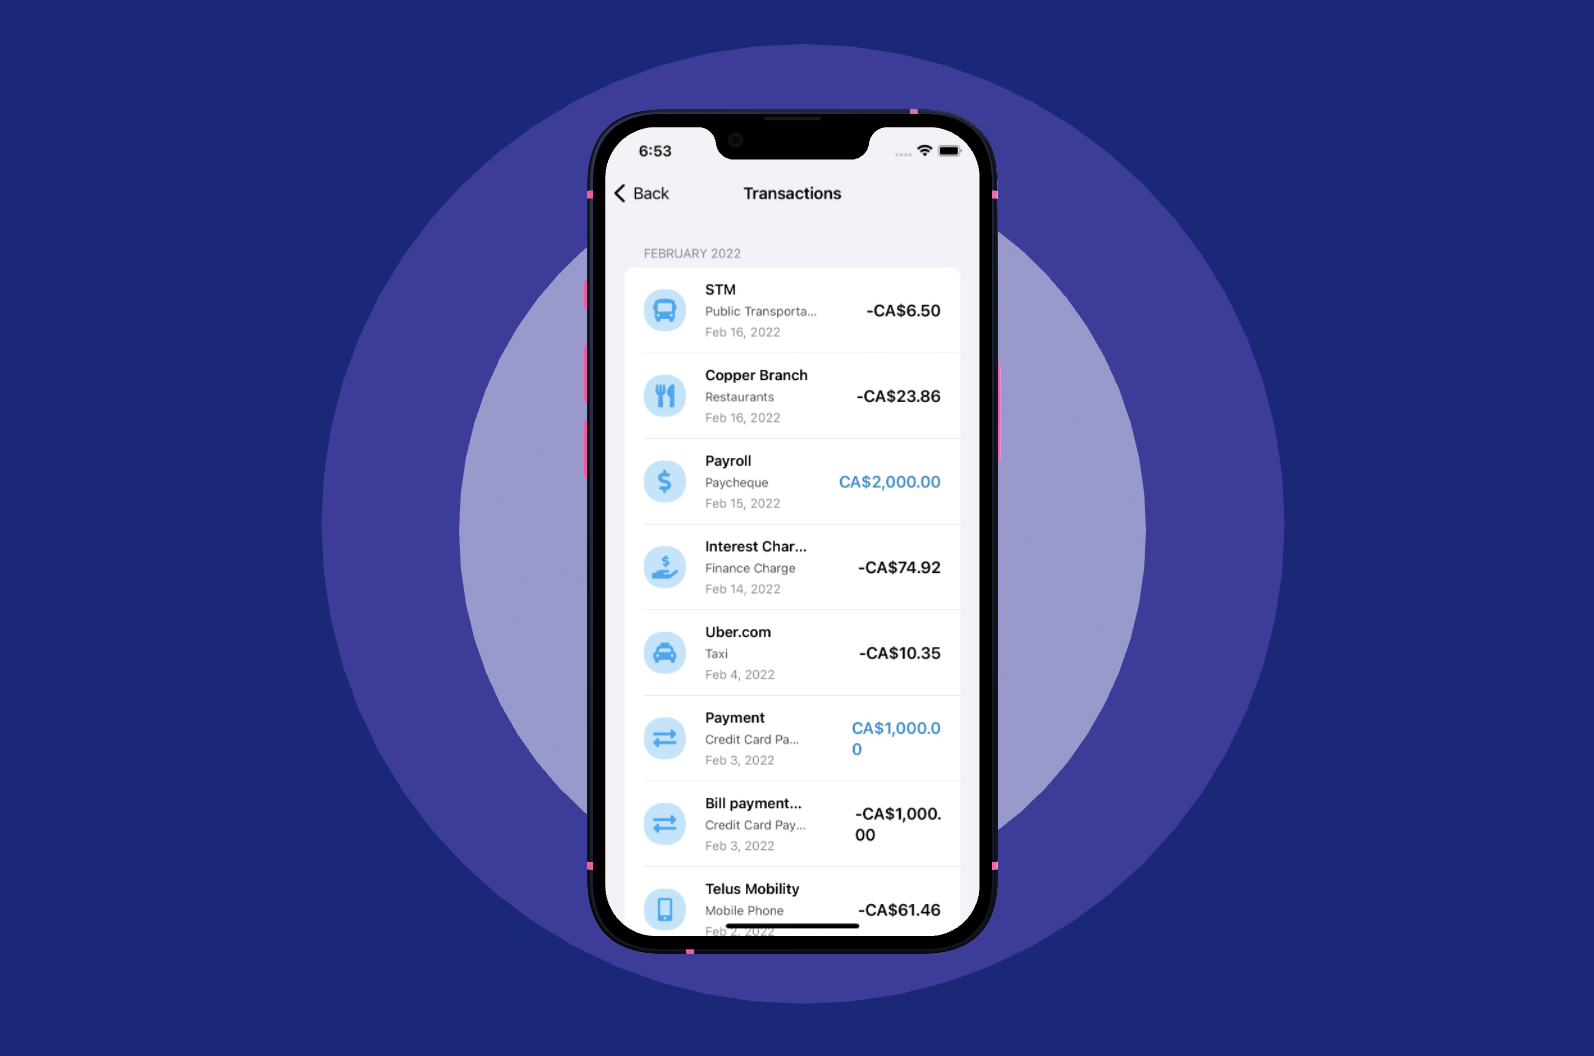 6:53
Back
Transactions
FEBRUARY 2022
STM
Public Transporta...
Feb 16, 2022
-CA$6.50
Copper Branch
Restaurants
Feb 16, 2022
-CA$23.86
Payroll
Paycheque
Feb 15, 2022
CA$2,000.00
Interest Char...
Finance Charge
Feb 14, 2022
-CA$74.92
Uber.com
Taxi
Feb 4, 2022
-CA$10.35
Payment
Credit Card Pa...
Feb 3, 2022
CA$1,000.0
0
Bill payment...
Credit Card Pay...
Feb 3, 2022
-CA$1,000.
00
Telus Mobility
Mobile Phone
Feb 2, 2022
-CA$61.46